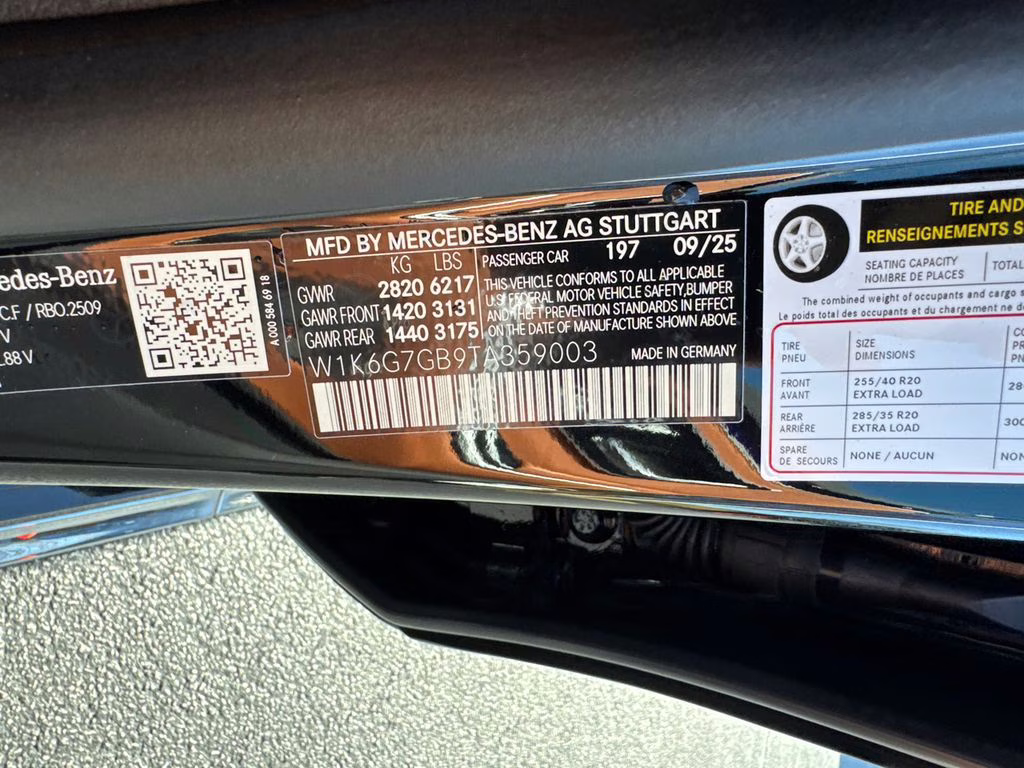 edes-Benz
C.F / RBO.2509
V
.88 V
A 000 584 69 18
MFD BY MERCEDES-BENZ AG STUTTGART
KG LBS
GVWR 2820 6217
GAWR FRONT 1420 3131
GAWR REAR 1440 3175
PASSENGER CAR 197 09/25
THIS VEHICLE CONFORMS TO ALL APPLICABLE
U.S. FEDERAL MOTOR VEHICLE SAFETY, BUMPER
AND THEFT PREVENTION STANDARDS IN EFFECT
ON THE DATE OF MANUFACTURE SHOWN ABOVE
W1K6G7GB9TA359003
MADE IN GERMANY
TIRE AND
RENSEIGNEMENTS S
SEATING CAPACITY
NOMBRE DE PLACES
TOTAL
The combined weight of occupants and cargo s
Le poids total des occupants et du chargement ne d
TIRE
PNEU
SIZE
DIMENSIONS
FRONT
AVANT
255/40 R20
EXTRA LOAD
28
REAR
ARRIÈRE
285/35 R20
EXTRA LOAD
300
SPARE
DE SECOURS
NONE / AUCUN
NON